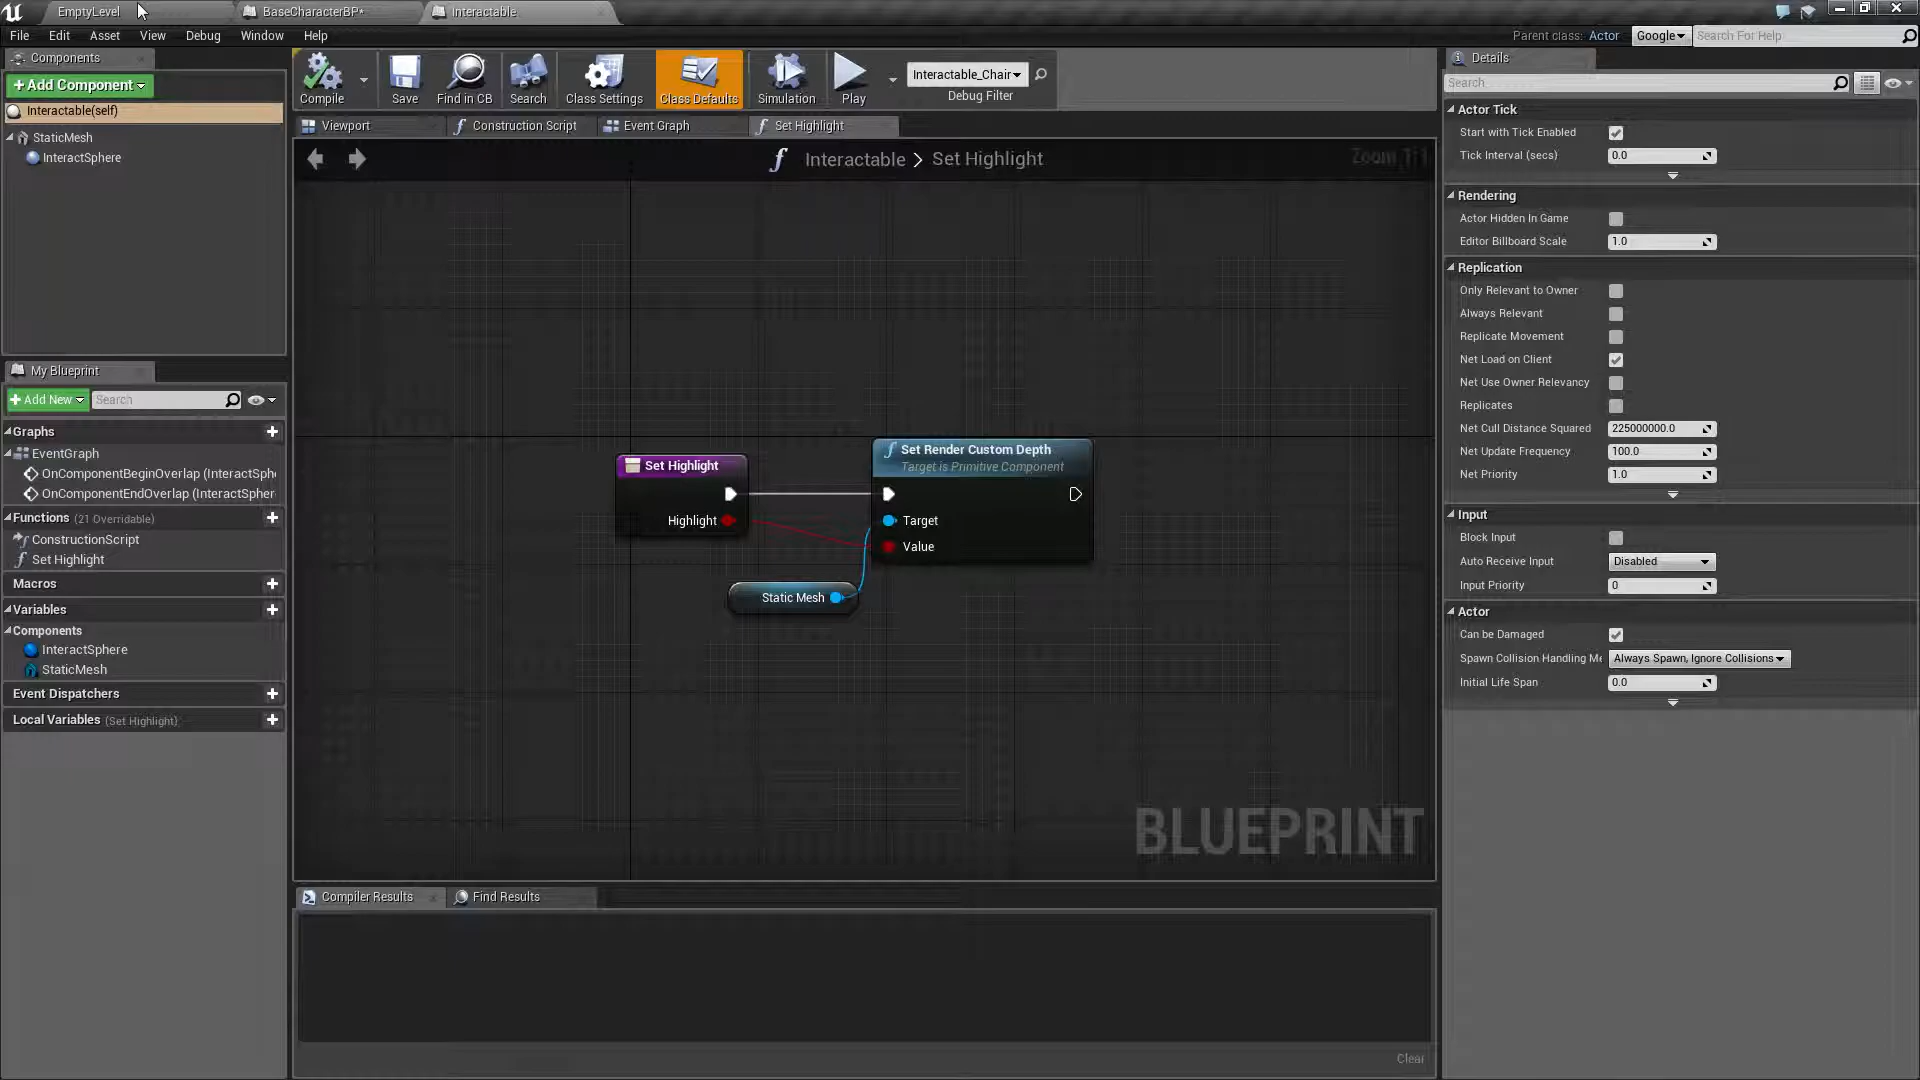 EmptyLevel
BaseCharacterBP*
Interactable
File
Edit
Asset
View
Debug
Window
Help
Parent class:
Actor
Google
Search For Help
Components
+Add Component
Interactable(self)
StaticMesh
InteractSphere
Compile
Save
Find in CB
Search
Class Settings
Class Defaults
Simulation
Play
Interactable_Chair
Debug Filter
Viewport
Construction Script
Event Graph
Set Highlight
Interactable > Set Highlight
Zoom 1:1
Set Highlight
Highlight
Set Render Custom Depth
Target is Primitive Component
Target
Value
Static Mesh
BLUEPRINT
My Blueprint
+Add New
Search
Graphs
EventGraph
OnComponentBeginOverlap (InteractSphe
OnComponentEndOverlap (InteractSpher
Functions (21 Overridable)
ConstructionScript
Set Highlight
Macros
Variables
Components
InteractSphere
StaticMesh
Event Dispatchers
Local Variables (Set Highlight)
Compiler Results
Find Results
Clear
Details
Search
Actor Tick
Start with Tick Enabled
Tick Interval (secs)
0.0
Rendering
Actor Hidden In Game
Editor Billboard Scale
1.0
Replication
Only Relevant to Owner
Always Relevant
Replicate Movement
Net Load on Client
Net Use Owner Relevancy
Replicates
Net Cull Distance Squared
225000000.0
Net Update Frequency
100.0
Net Priority
1.0
Input
Block Input
Auto Receive Input
Disabled
Input Priority
0
Actor
Can be Damaged
Spawn Collision Handling Me
Always Spawn, Ignore Collisions
Initial Life Span
0.0